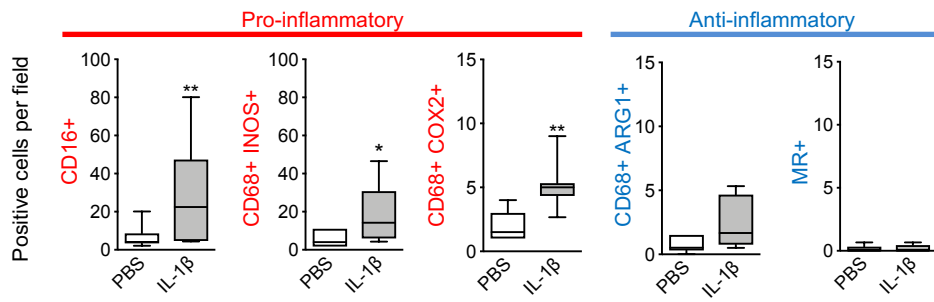 Pro-inflammatory
Anti-inflammatory
Positive cells per field
CD16+
100
80
60
40
20
0
**
PBS
IL-1β
CD68+ INOS+
100
80
60
40
20
0
*
PBS
IL-1β
CD68+ COX2+
15
10
5
0
**
PBS
IL-1β
CD68+ ARG1+
15
10
5
0
PBS
IL-1β
MR+
15
10
5
0
PBS
IL-1β